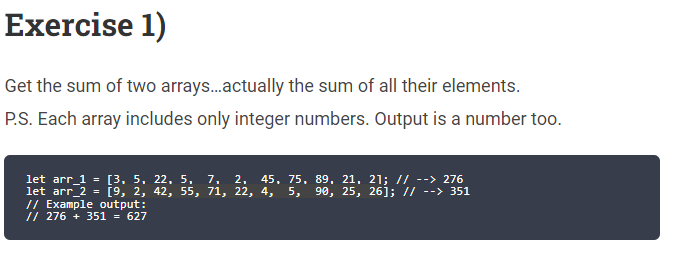 Exercise 1)
Get the sum of two arrays...actually the sum of all their elements.
P.S. Each array includes only integer numbers. Output is a number too.
let arr_1 = [3, 5, 22, 5,  7,  2,  45, 75, 89, 21, 2]; // --> 276
let arr_2 = [9, 2, 42, 55, 71, 22, 4,  5,  90, 25, 26]; // --> 351
// Example output:
// 276 + 351 = 627